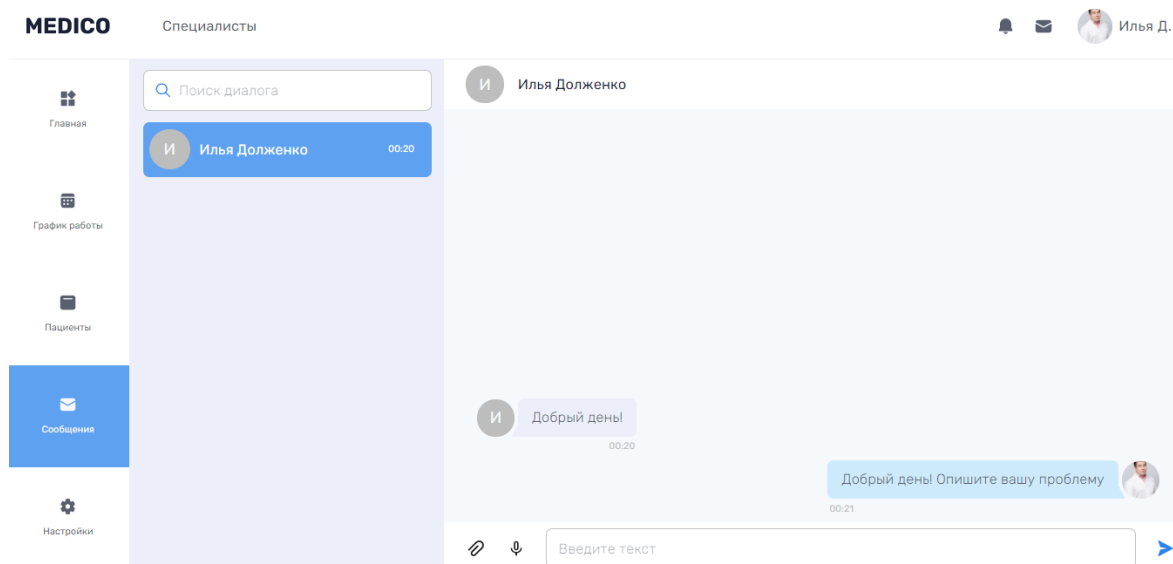 MEDICO
Специалисты
Илья Д.
Главная
График работы
Пациенты
Сообщения
Настройки
Поиск диалога
И
Илья Долженко
00:20
И
Илья Долженко
И
Добрый день!
00:20
Добрый день! Опишите вашу проблему
00:21
Введите текст